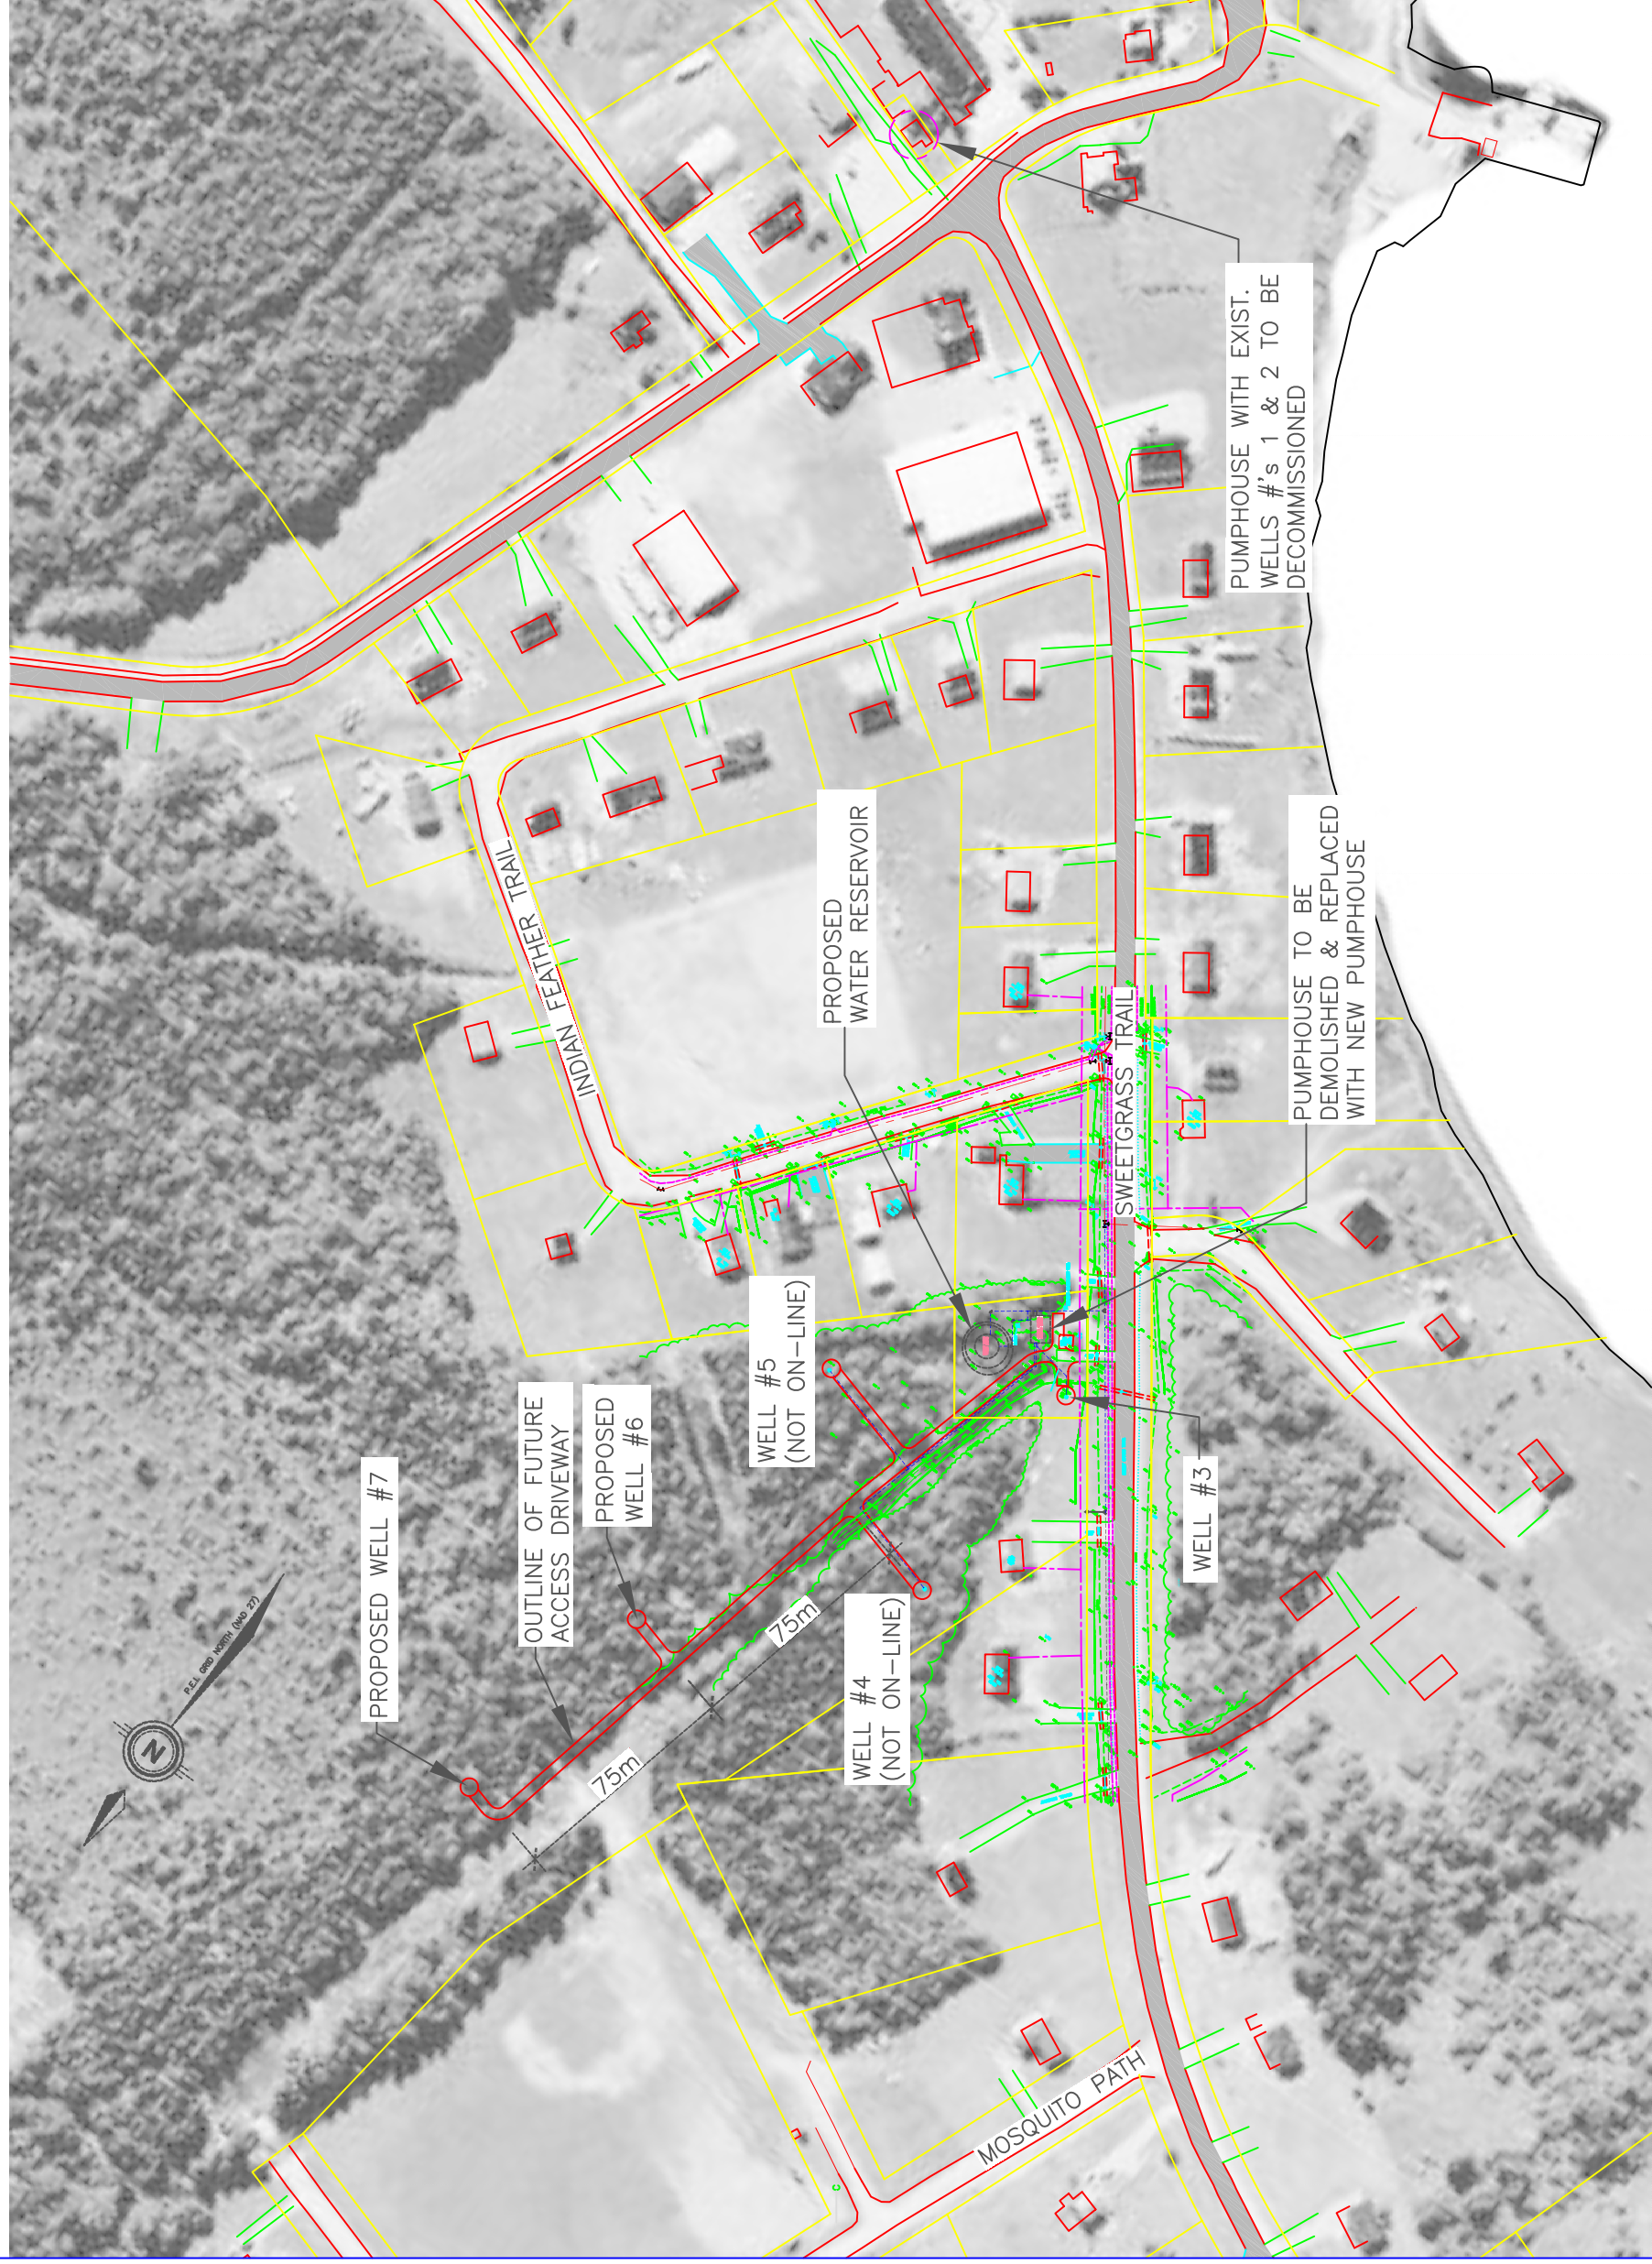 PUMPHOUSE WITH EXIST.
WELLS #'s 1 & 2 TO BE
DECOMMISSIONED
INDIAN FEATHER TRAIL
PROPOSED
WATER RESERVOIR
PUMPHOUSE TO BE
DEMOLISHED & REPLACED
WITH NEW PUMPHOUSE
SWEETGRASS TRAIL
WELL #5
(NOT ON-LINE)
PROPOSED WELL #7
OUTLINE OF FUTURE
ACCESS DRIVEWAY
PROPOSED
WELL #6
WELL #3
WELL #4
(NOT ON-LINE)
75m
75m
P.E.I. GRID NORTH (NAD 27)
N
MOSQUITO PATH